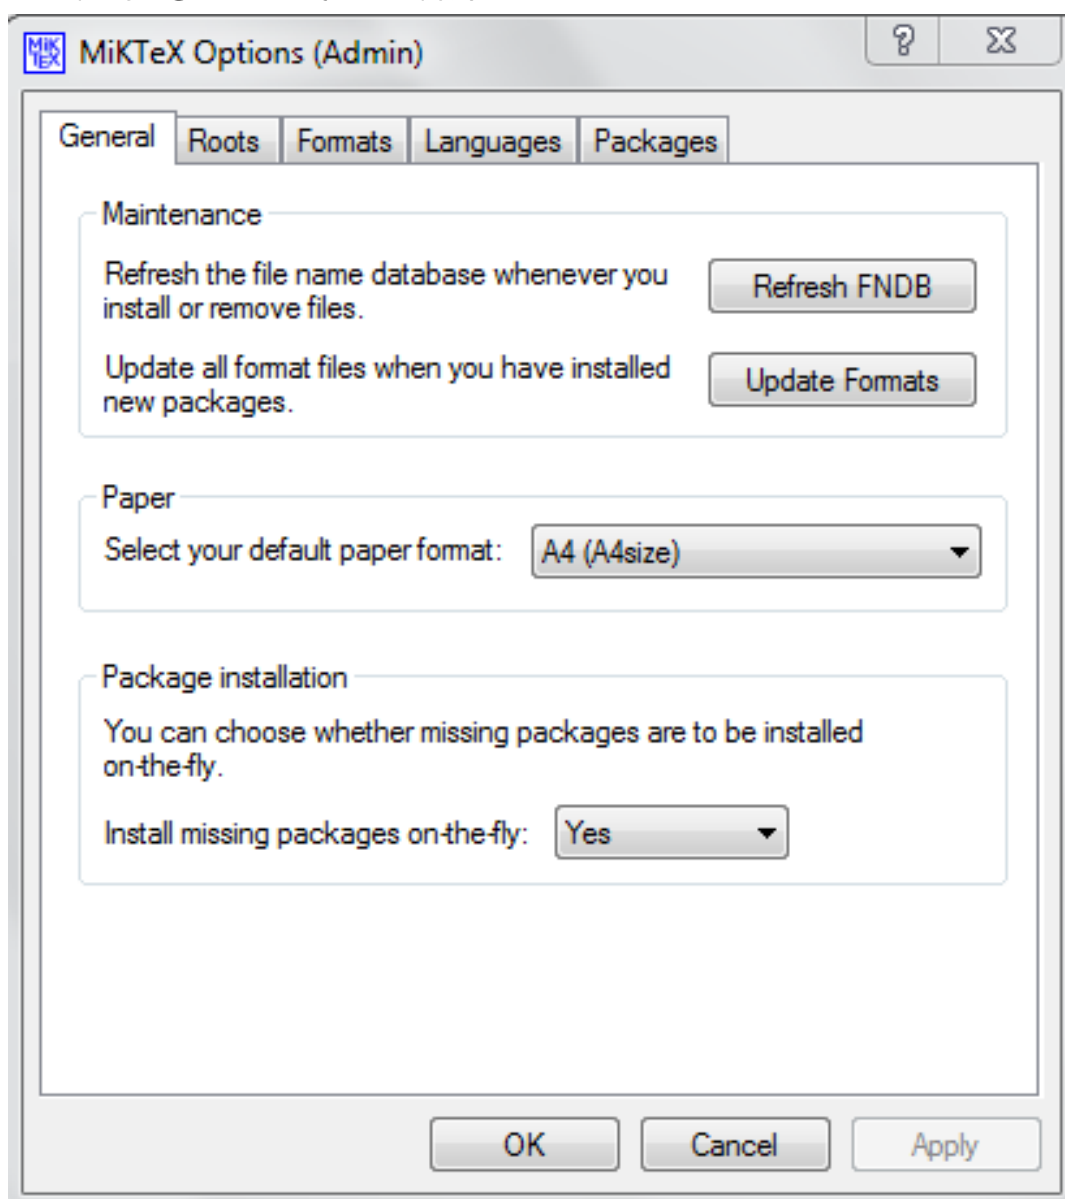 MiKTeX Options (Admin)
General Roots Formats Languages Packages
Maintenance
Refresh the file name database whenever you
install or remove files.
Refresh FNDB
Update all format files when you have installed
new packages.
Update Formats
Paper
Select your default paper format: A4 (A4size)
Package installation
You can choose whether missing packages are to be installed
on-the-fly.
Install missing packages on-the-fly: Yes
OK Cancel Apply